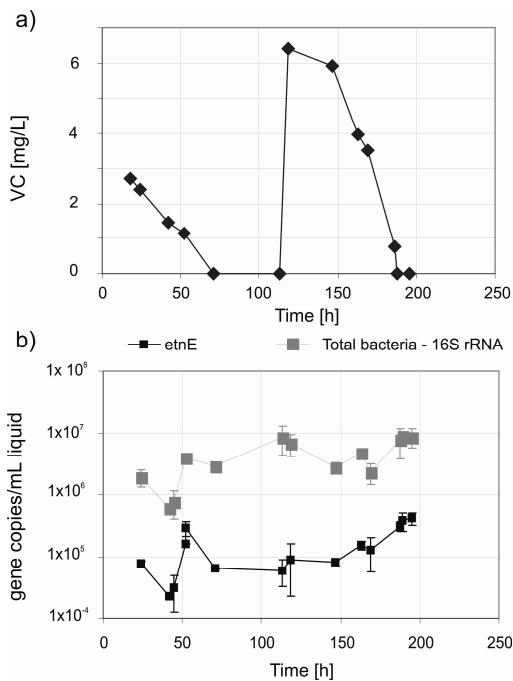 a)
VC [mg/L]
6
4
2
0
0 50 100 150 200 250
Time [h]
b)
etnE Total bacteria - 16S rRNA
gene copies/mL liquid
1x 10⁸
1x10⁷
1x10⁶
1x10⁵
1x10⁻⁴
0 50 100 150 200 250
Time [h]